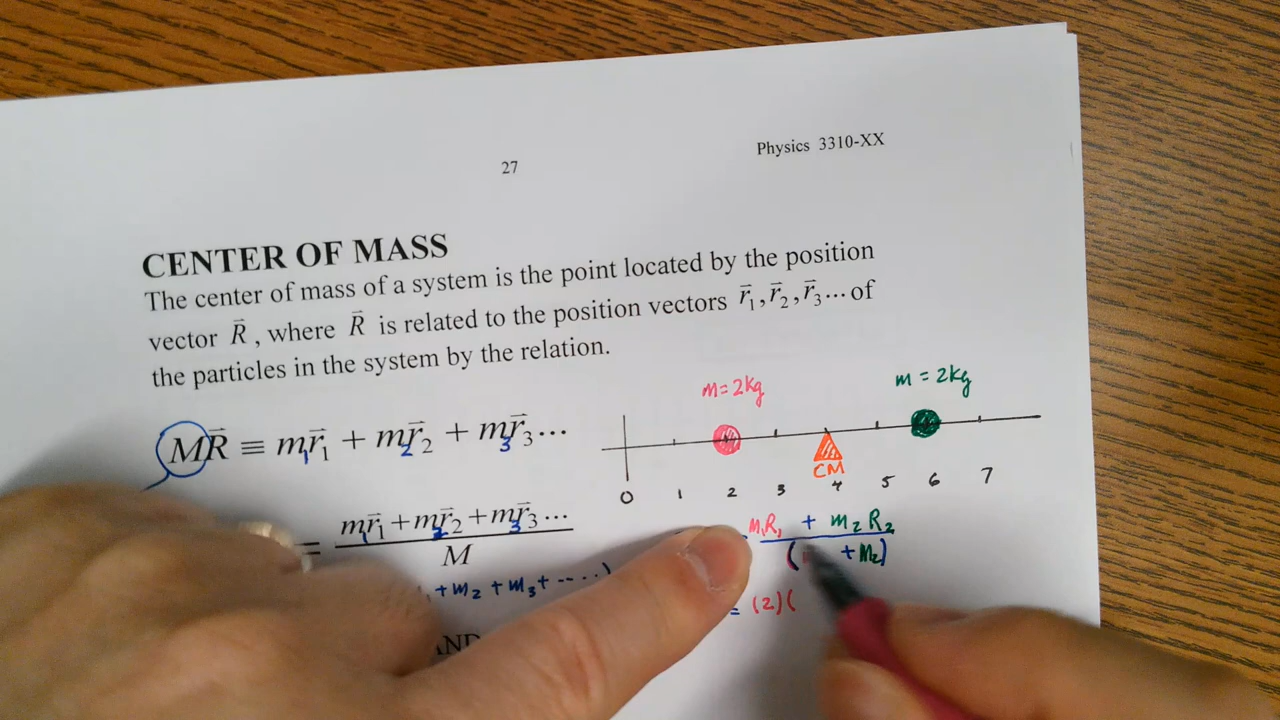 27
Physics 3310-XX
CENTER OF MASS
The center of mass of a system is the point located by the position
vector R⃗, where R⃗ is related to the position vectors r⃗₁, r⃗₂, r⃗₃... of
the particles in the system by the relation.
m = 2kg
m = 2kg
MR⃗ ≡ m₁r⃗₁ + m₂r⃗₂ + m₃r⃗₃...
CM
0 1 2 3 4 5 6 7
= m₁r⃗₁ + m₂r⃗₂ + m₃r⃗₃...
M
M₁R₁ + m₂R₂
( + M₂)
+ m₂ + m₃ + ----)
= (2)(